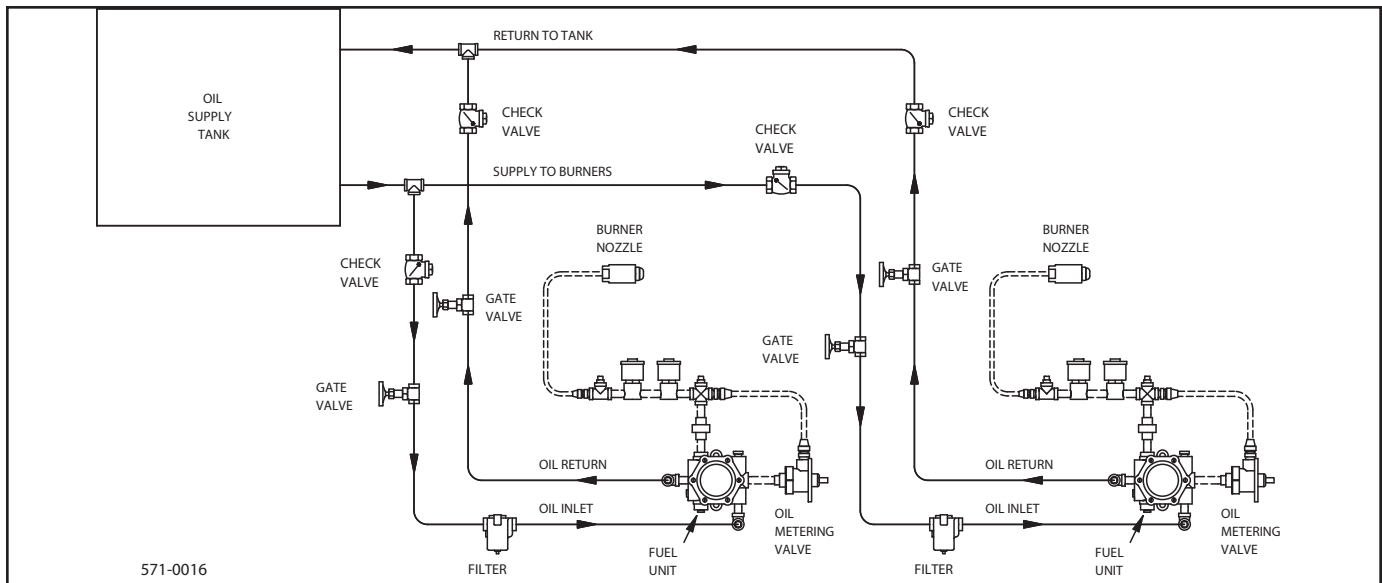 RETURN TO TANK
OIL
SUPPLY
TANK
CHECK
VALVE
CHECK
VALVE
CHECK
VALVE
SUPPLY TO BURNERS
BURNER
NOZZLE
BURNER
NOZZLE
CHECK
VALVE
GATE
VALVE
GATE
VALVE
GATE
VALVE
GATE
VALVE
OIL RETURN
OIL RETURN
OIL INLET
OIL INLET
OIL
METERING
VALVE
OIL
METERING
VALVE
FUEL
UNIT
FUEL
UNIT
571-0016
FILTER
FILTER